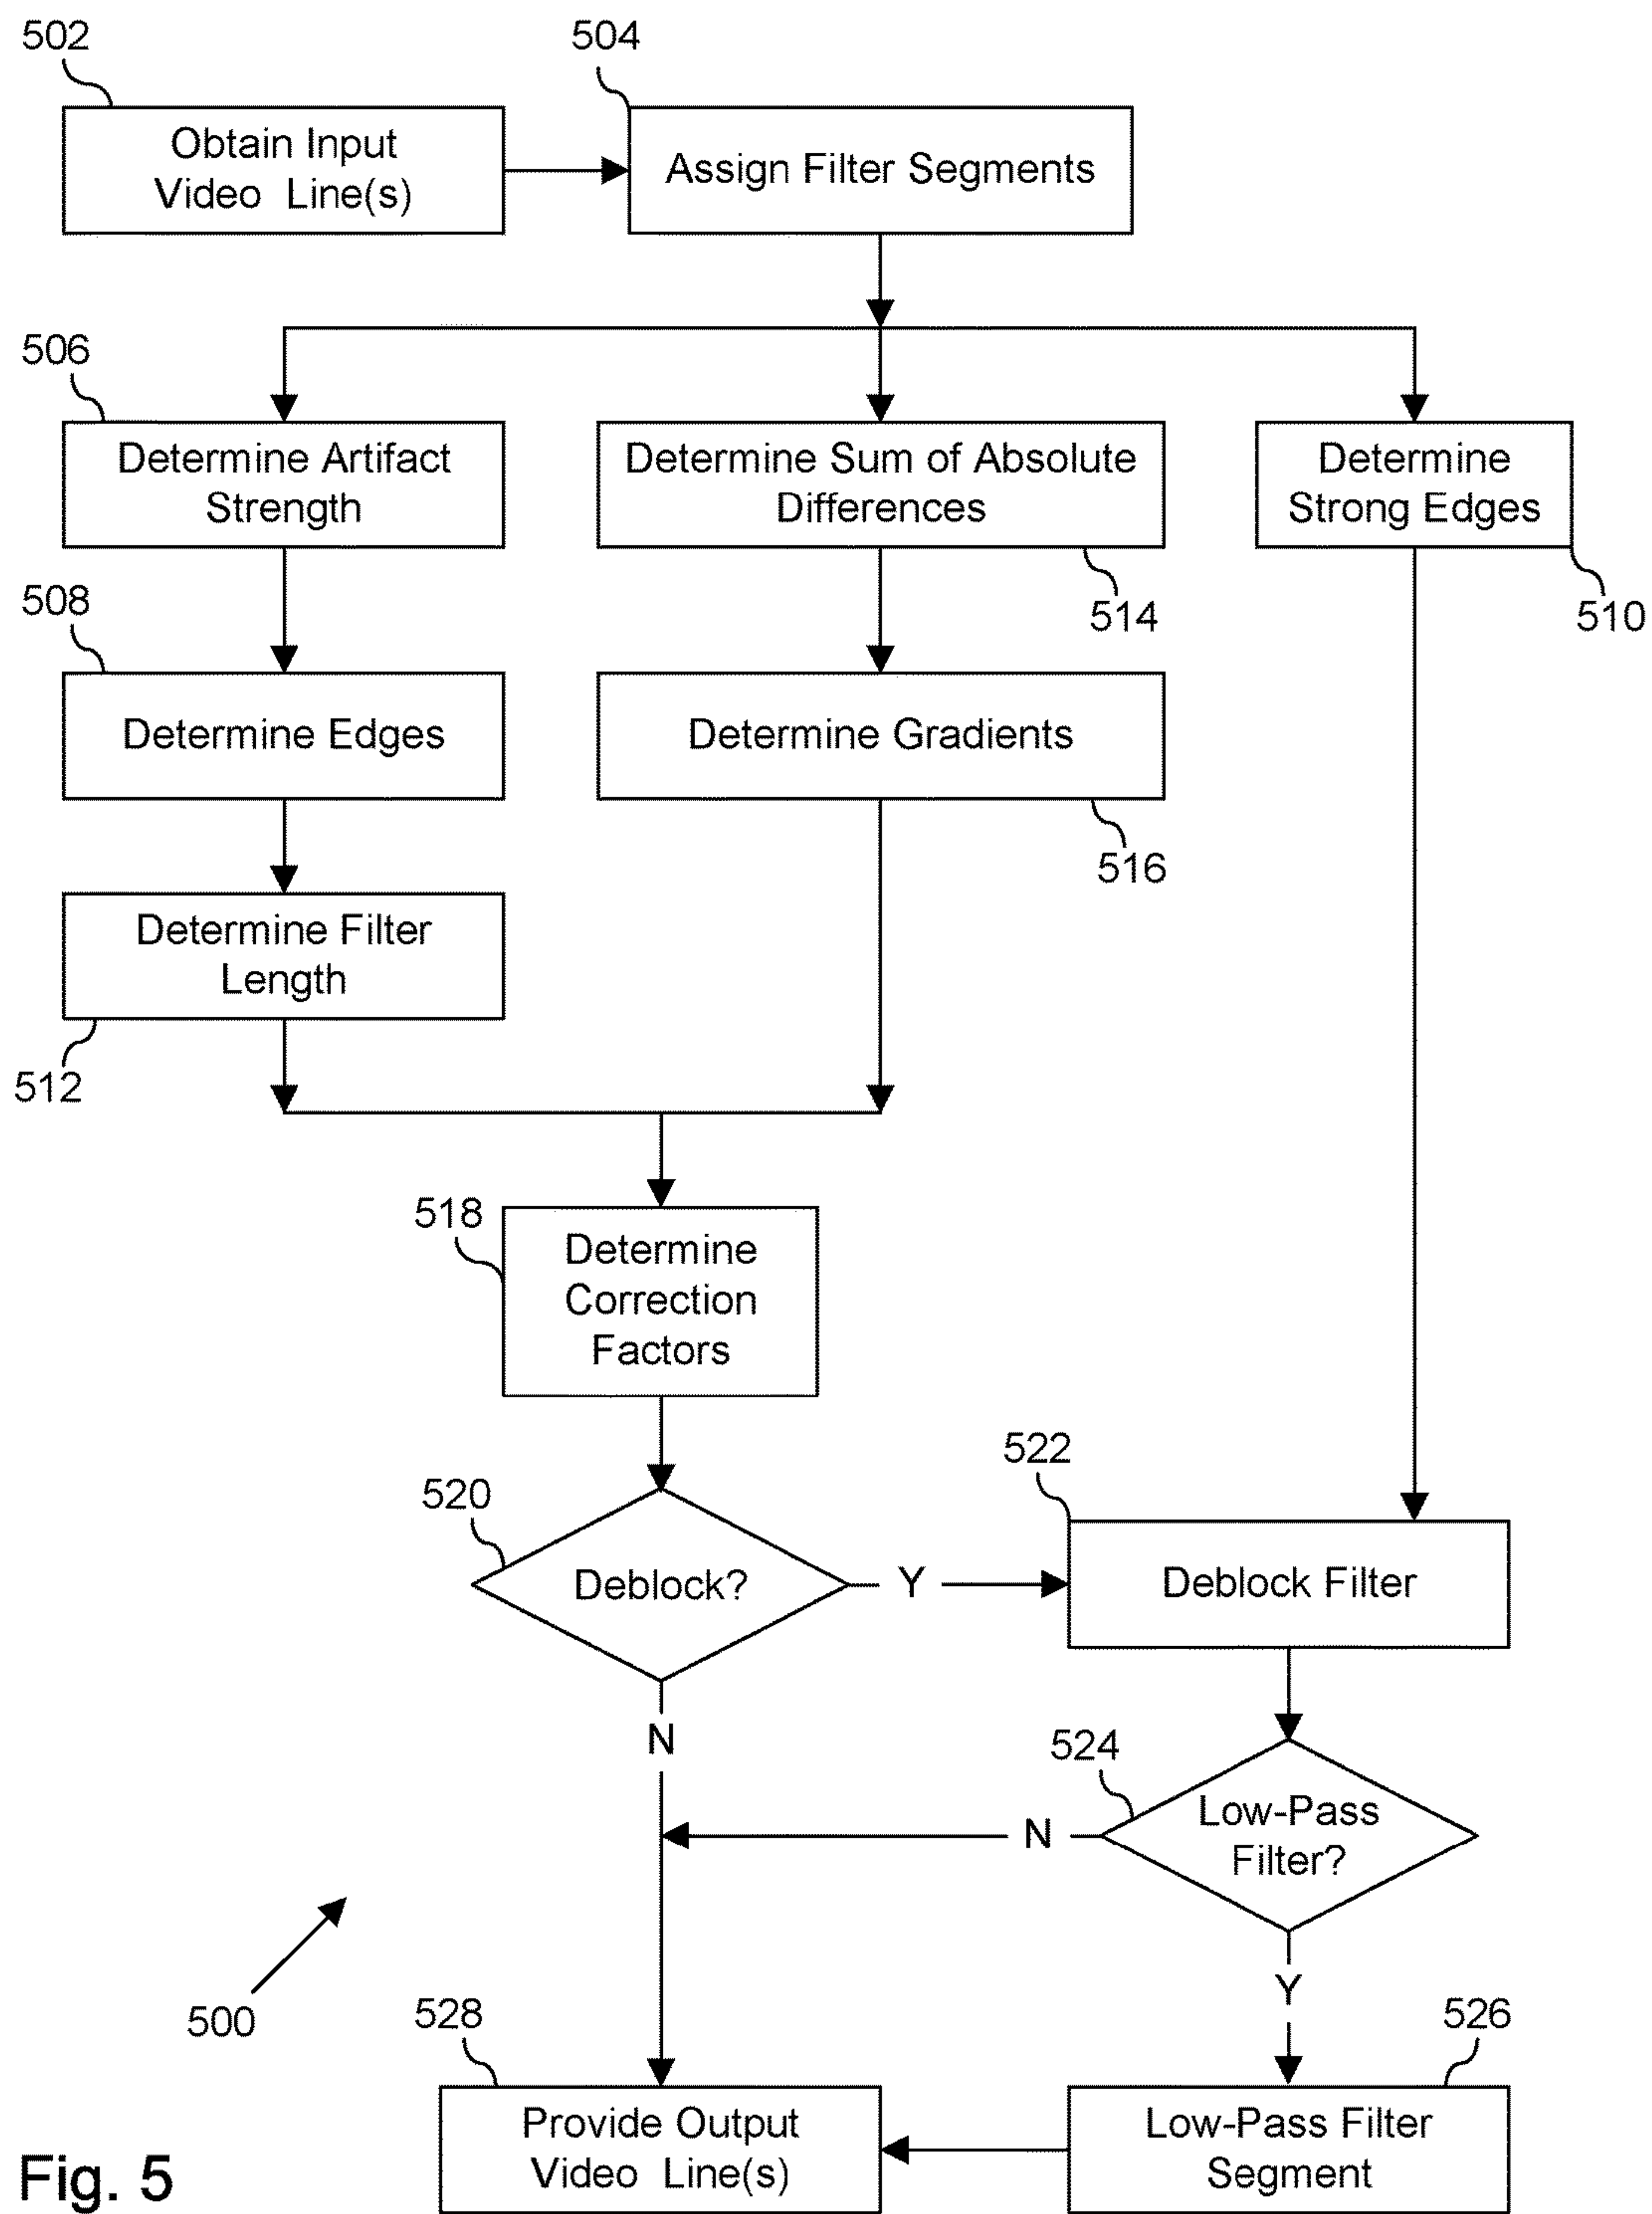 502
504
Obtain Input
Video Line(s)
Assign Filter Segments
506
Determine Artifact
Strength
Determine Sum of Absolute
Differences
Determine
Strong Edges
514
510
508
Determine Edges
Determine Gradients
516
Determine Filter
Length
512
518
Determine
Correction
Factors
520
Deblock?
Y
522
Deblock Filter
N
524
Low-Pass
Filter?
N
Y
500
528
526
Provide Output
Video Line(s)
Low-Pass Filter
Segment
Fig. 5